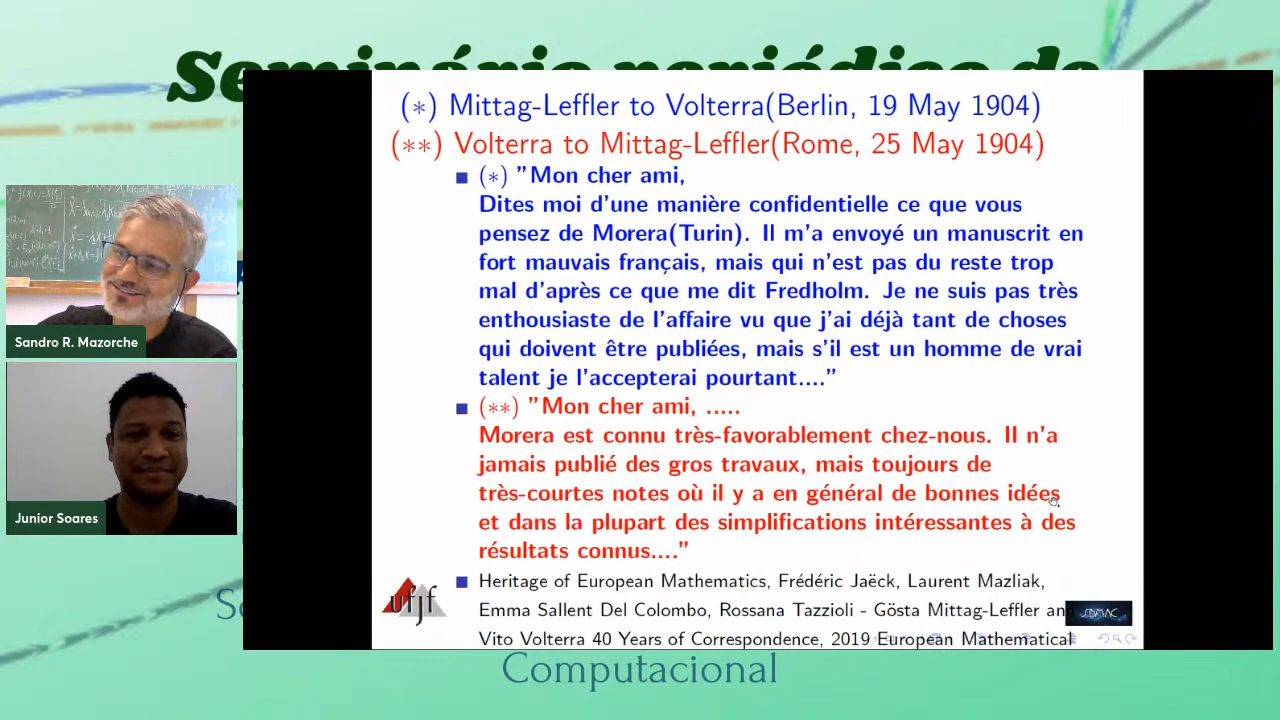 Seminário periódico de
(∗) Mittag-Leffler to Volterra(Berlin, 19 May 1904)
(∗∗) Volterra to Mittag-Leffler(Rome, 25 May 1904)
(∗) ”Mon cher ami,
Dites moi d’une manière confidentielle ce que vous
pensez de Morera(Turin). Il m’a envoyé un manuscrit en
fort mauvais français, mais qui n’est pas du reste trop
mal d’après ce que me dit Fredholm. Je ne suis pas très
enthousiaste de l’affaire vu que j’ai déjà tant de choses
qui doivent être publiées, mais s’il est un homme de vrai
talent je l’accepterai pourtant....”
(∗∗) ”Mon cher ami, .....
Morera est connu très-favorablement chez-nous. Il n’a
jamais publié des gros travaux, mais toujours de
très-courtes notes où il y a en général de bonnes idées
et dans la plupart des simplifications intéressantes à des
résultats connus....”
Heritage of European Mathematics, Frédéric Jaëck, Laurent Mazliak,
Emma Sallent Del Colombo, Rossana Tazzioli - Gösta Mittag-Leffler and
Vito Volterra 40 Years of Correspondence, 2019 European Mathematical
ufjf
Sandro R. Mazorche
Junior Soares
Computacional